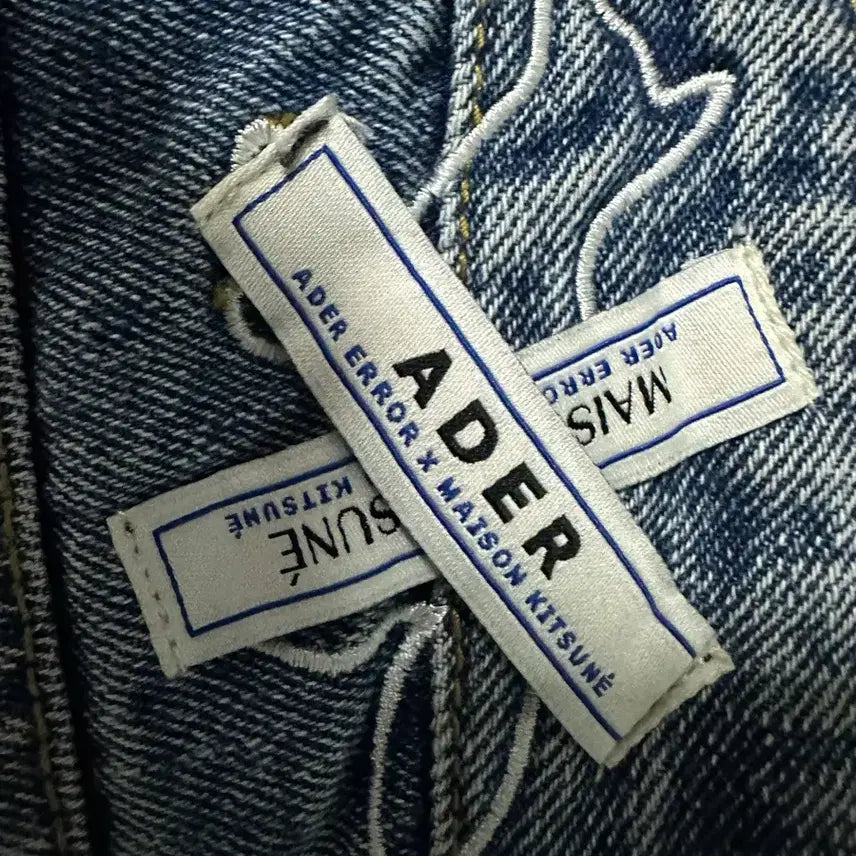 ADER
ADER ERROR X MAISON KITSUNÉ
MAIS SUNÉ
ADER ERRO KITSUNÉ